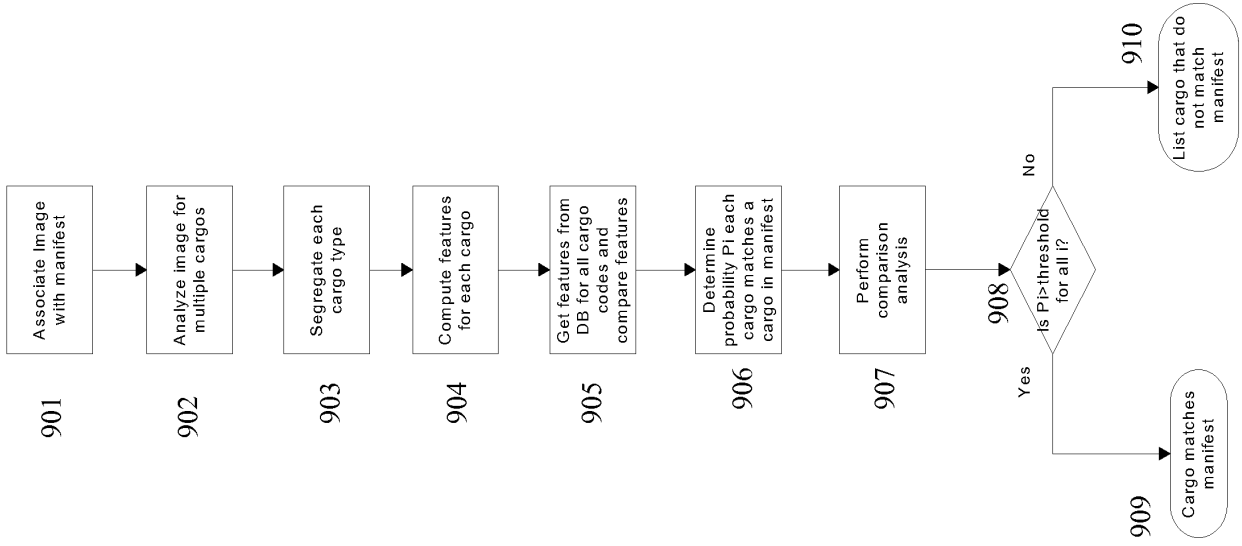 901
Associate Image
with manifest
902
Analyze image for
multiple cargos
903
Segregate each
cargo type
904
Compute features
for each cargo
905
Get features from
DB for all cargo
codes and
compare features
906
Determine
probability Pi each
cargo matches a
cargo in manifest
907
Perform
comparison
analysis
908
Is Pi>threshold
for all i?
Yes
No
909
Cargo matches
manifest
910
List cargo that do
not match
manifest